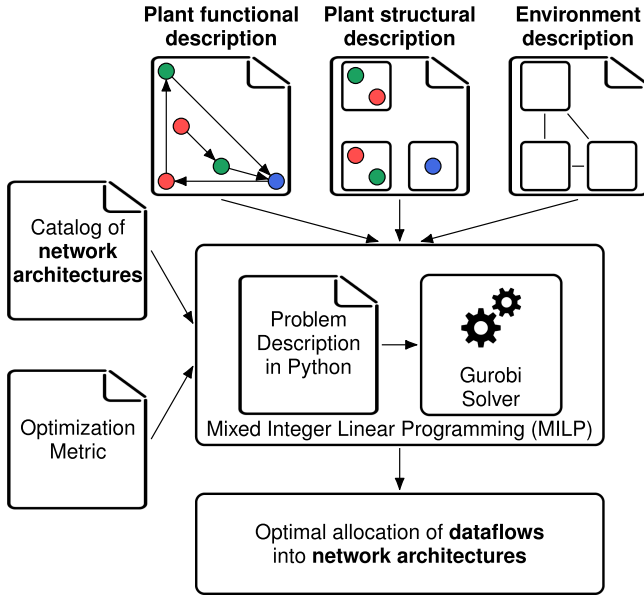 Plant functional
description
Plant structural
description
Environment
description
Catalog of
network
architectures
Problem
Description
in Python
Gurobi
Solver
Optimization
Metric
Mixed Integer Linear Programming (MILP)
Optimal allocation of dataflows
into network architectures